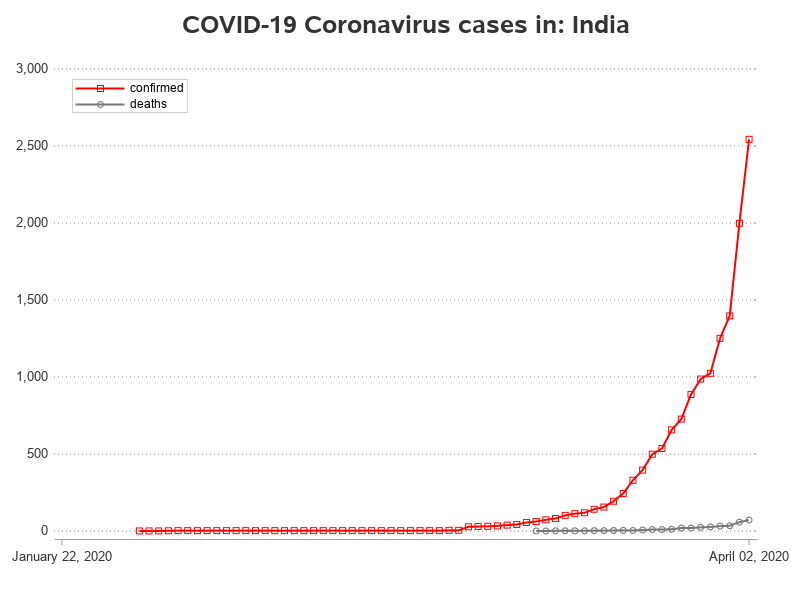 COVID-19 Coronavirus cases in: India
3,000
confirmed
deaths
2,500
2,000
1,500
1,000
500
0
January 22, 2020
April 02, 2020